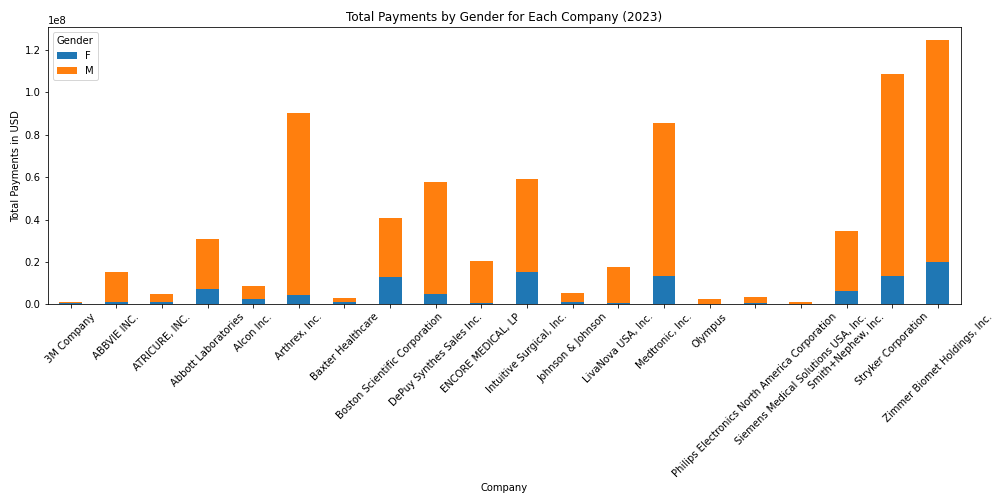 Total Payments by Gender for Each Company (2023)
1e8
Gender
F
M
Total Payments in USD
1.2
1.0
0.8
0.6
0.4
0.2
0.0
3M Company
ABBVIE INC.
ATRICURE, INC.
Abbott Laboratories
Alcon Inc.
Arthrex, Inc.
Baxter Healthcare
Boston Scientific Corporation
DePuy Synthes Sales Inc.
ENCORE MEDICAL, LP
Intuitive Surgical, Inc.
Johnson & Johnson
LivaNova USA, Inc.
Medtronic, Inc.
Olympus
Philips Electronics North America Corporation
Siemens Medical Solutions USA, Inc.
Smith+Nephew, Inc.
Stryker Corporation
Zimmer Biomet Holdings, Inc.
Company